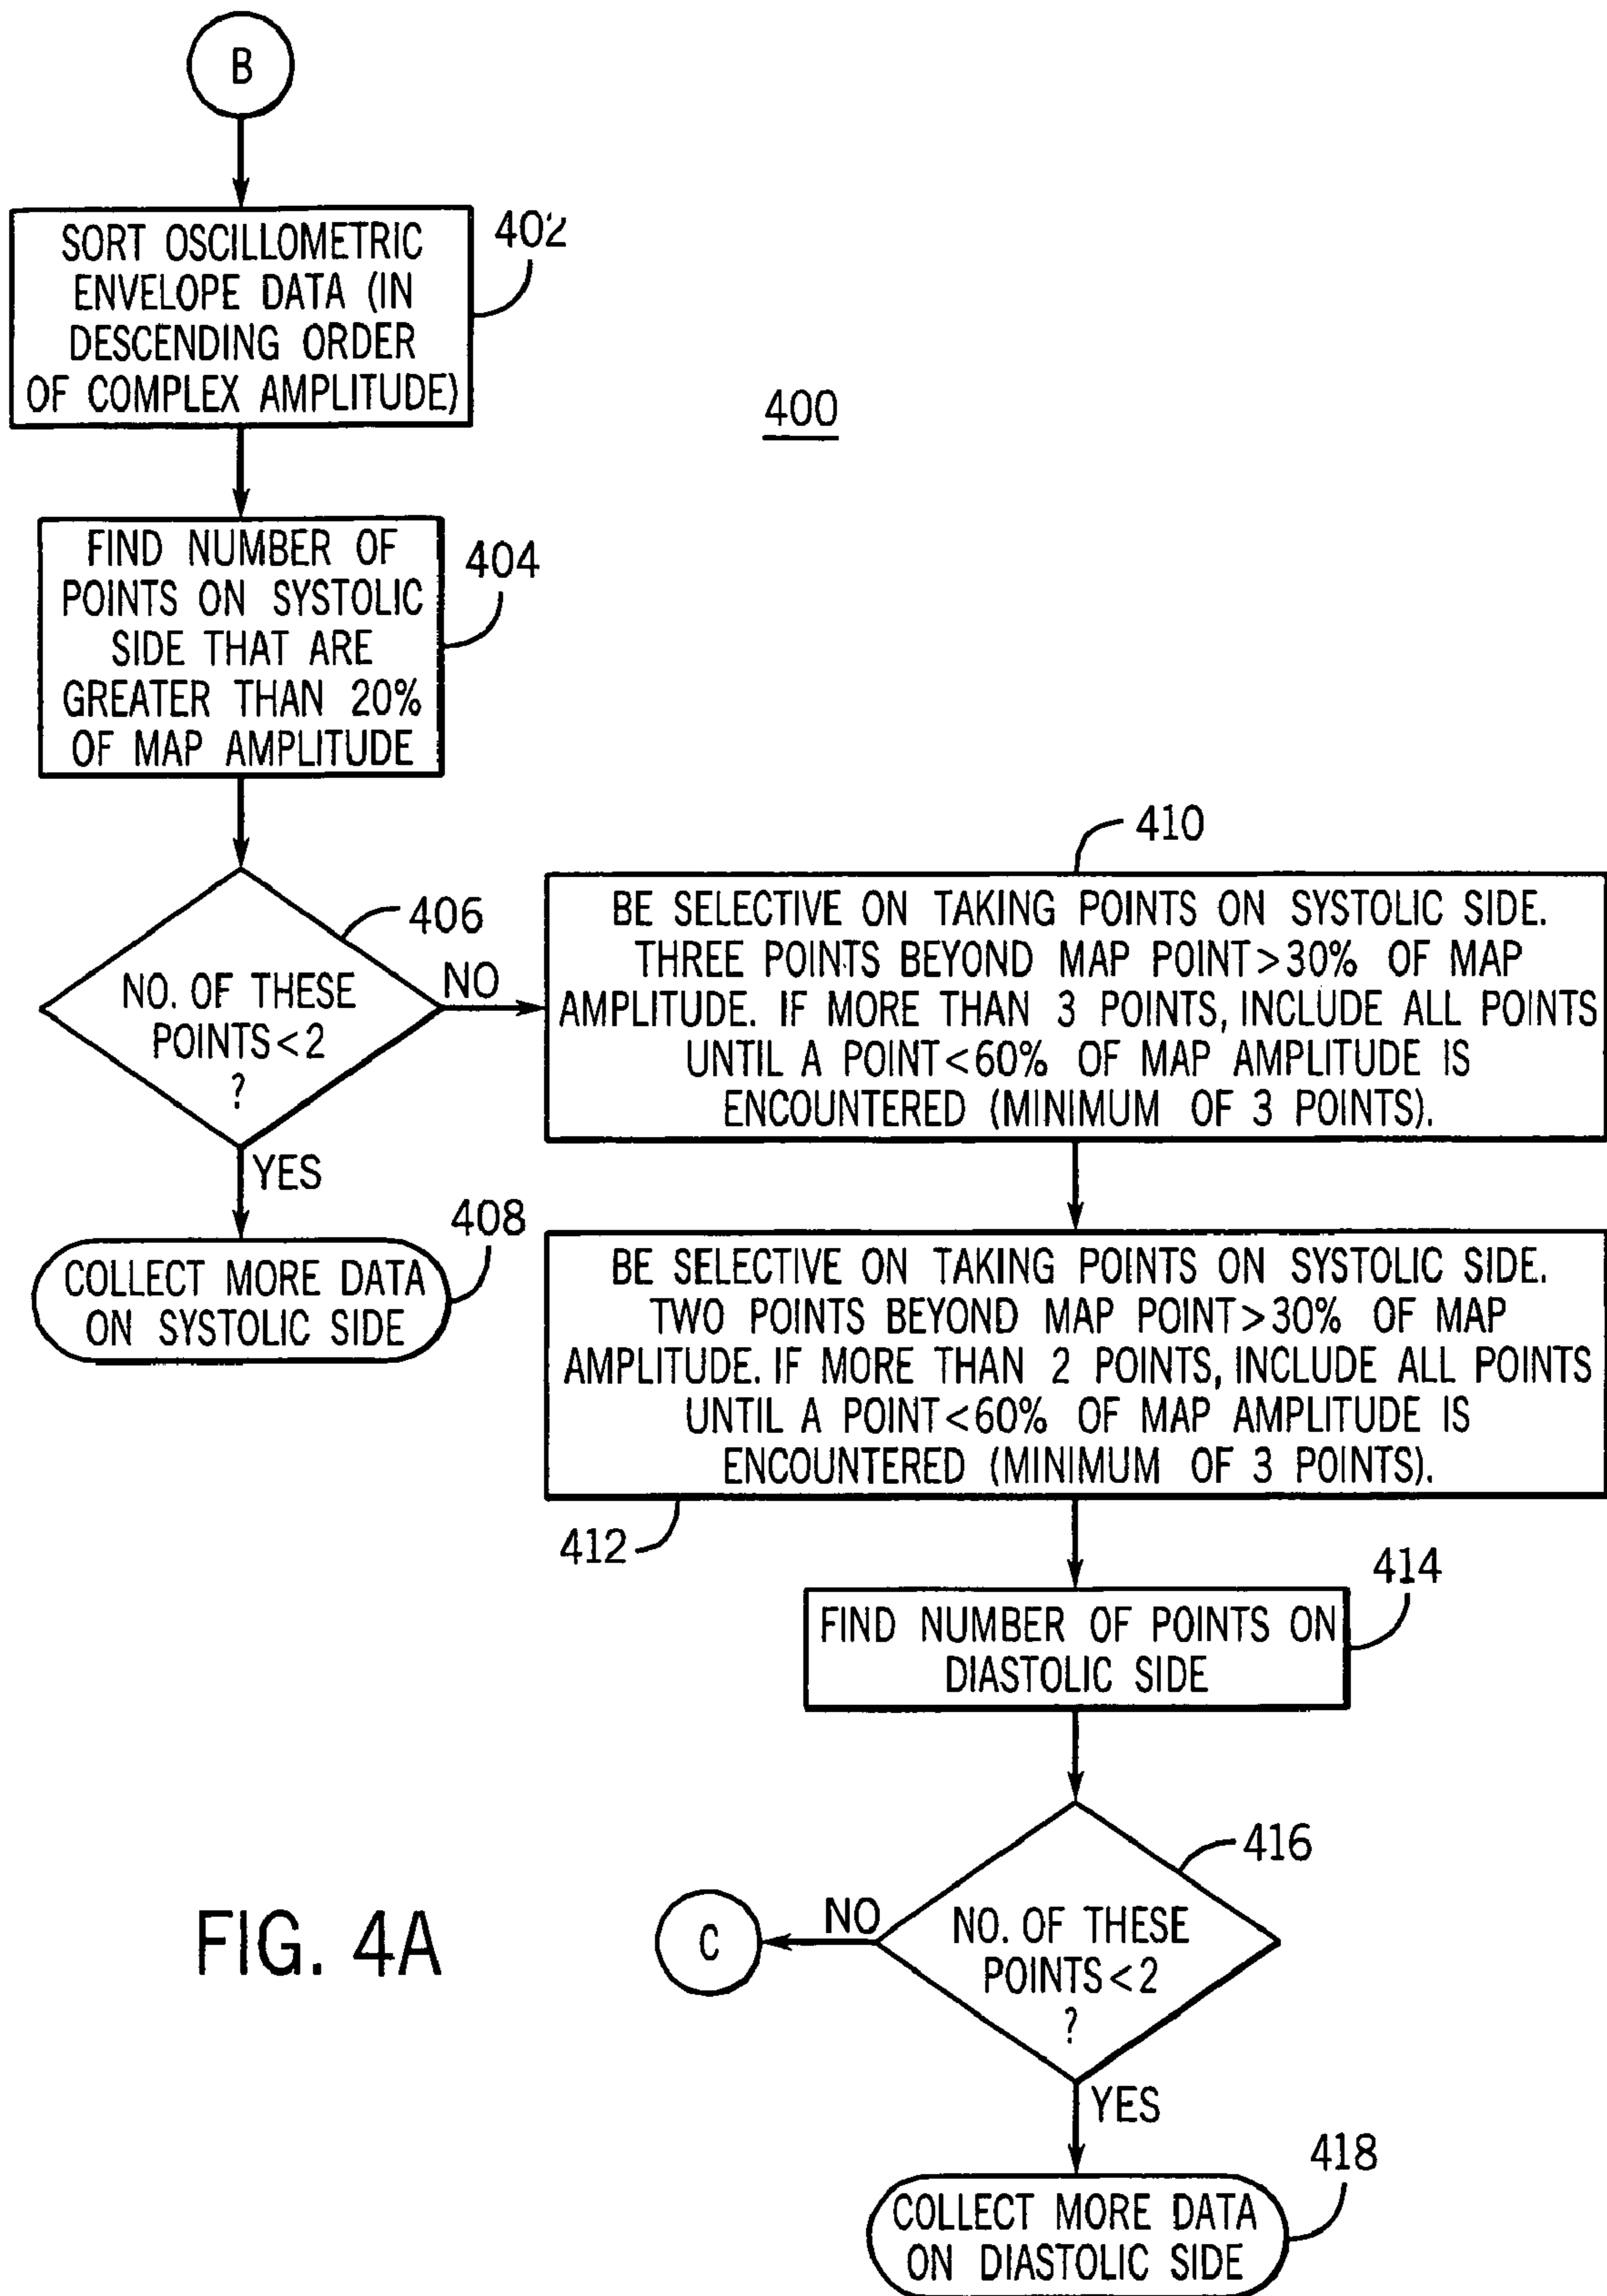 B
SORT OSCILLOMETRIC
ENVELOPE DATA (IN
DESCENDING ORDER
OF COMPLEX AMPLITUDE)
402
400
FIND NUMBER OF
POINTS ON SYSTOLIC
SIDE THAT ARE
GREATER THAN 20%
OF MAP AMPLITUDE
404
406
NO. OF THESE
POINTS<2
?
NO
YES
408
COLLECT MORE DATA
ON SYSTOLIC SIDE
410
BE SELECTIVE ON TAKING POINTS ON SYSTOLIC SIDE.
THREE POINTS BEYOND MAP POINT>30% OF MAP
AMPLITUDE. IF MORE THAN 3 POINTS, INCLUDE ALL POINTS
UNTIL A POINT<60% OF MAP AMPLITUDE IS
ENCOUNTERED (MINIMUM OF 3 POINTS).
BE SELECTIVE ON TAKING POINTS ON SYSTOLIC SIDE.
TWO POINTS BEYOND MAP POINT>30% OF MAP
AMPLITUDE. IF MORE THAN 2 POINTS, INCLUDE ALL POINTS
UNTIL A POINT<60% OF MAP AMPLITUDE IS
ENCOUNTERED (MINIMUM OF 3 POINTS).
412
414
FIND NUMBER OF POINTS ON
DIASTOLIC SIDE
416
NO. OF THESE
POINTS<2
?
NO
C
YES
418
COLLECT MORE DATA
ON DIASTOLIC SIDE
FIG. 4A